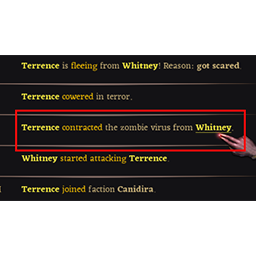 Terrence is fleeing from Whitney! Reason: got scared.
Terrence cowered in terror.
Terrence contracted the zombie virus from Whitney.
Whitney started attacking Terrence.
Terrence joined faction Canidira.